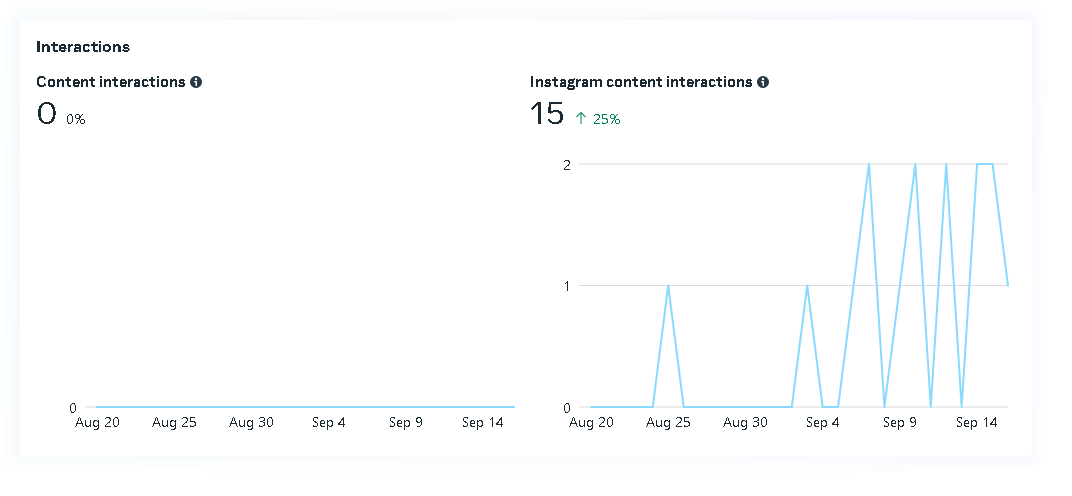 Interactions
Content interactions
0 0%
0
Aug 20 Aug 25 Aug 30 Sep 4 Sep 9 Sep 14
Instagram content interactions
15 ↑ 25%
2
1
0
Aug 20 Aug 25 Aug 30 Sep 4 Sep 9 Sep 14